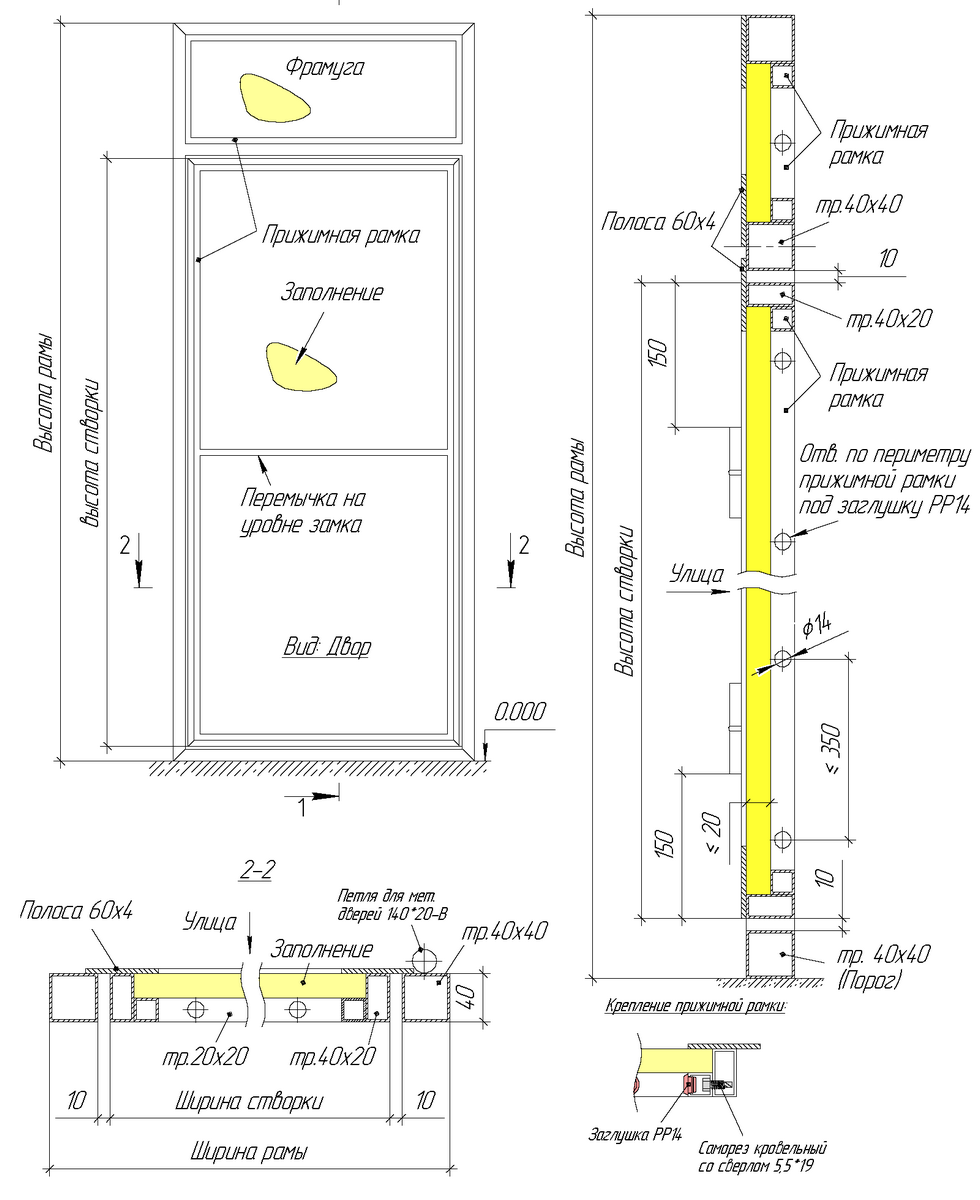 Фрамуга
Прижимная рамка
Заполнение
Перемычка на
уровне замка
Высота рамы
высота створки
2
2
Вид: Двор
0.000
1
Прижимная
рамка
тр.40х40
Полоса 60х4
10
тр.40х20
150
Прижимная
рамка
Отв. по периметру
прижимной рамки
под заглушку РР14
Высота рамы
Высота створки
Улица
ϕ14
≤ 350
≤ 20
150
10
тр. 40х40
(Порог)
2-2
Полоса 60х4
Улица
Петля для мет.
дверей 140*20-В
Заполнение
тр.40х40
40
тр.20х20
тр.40х20
10
Ширина створки
10
Ширина рамы
Крепление прижимной рамки:
Заглушка РР14
Саморез кровельный
со сверлом 5,5*19